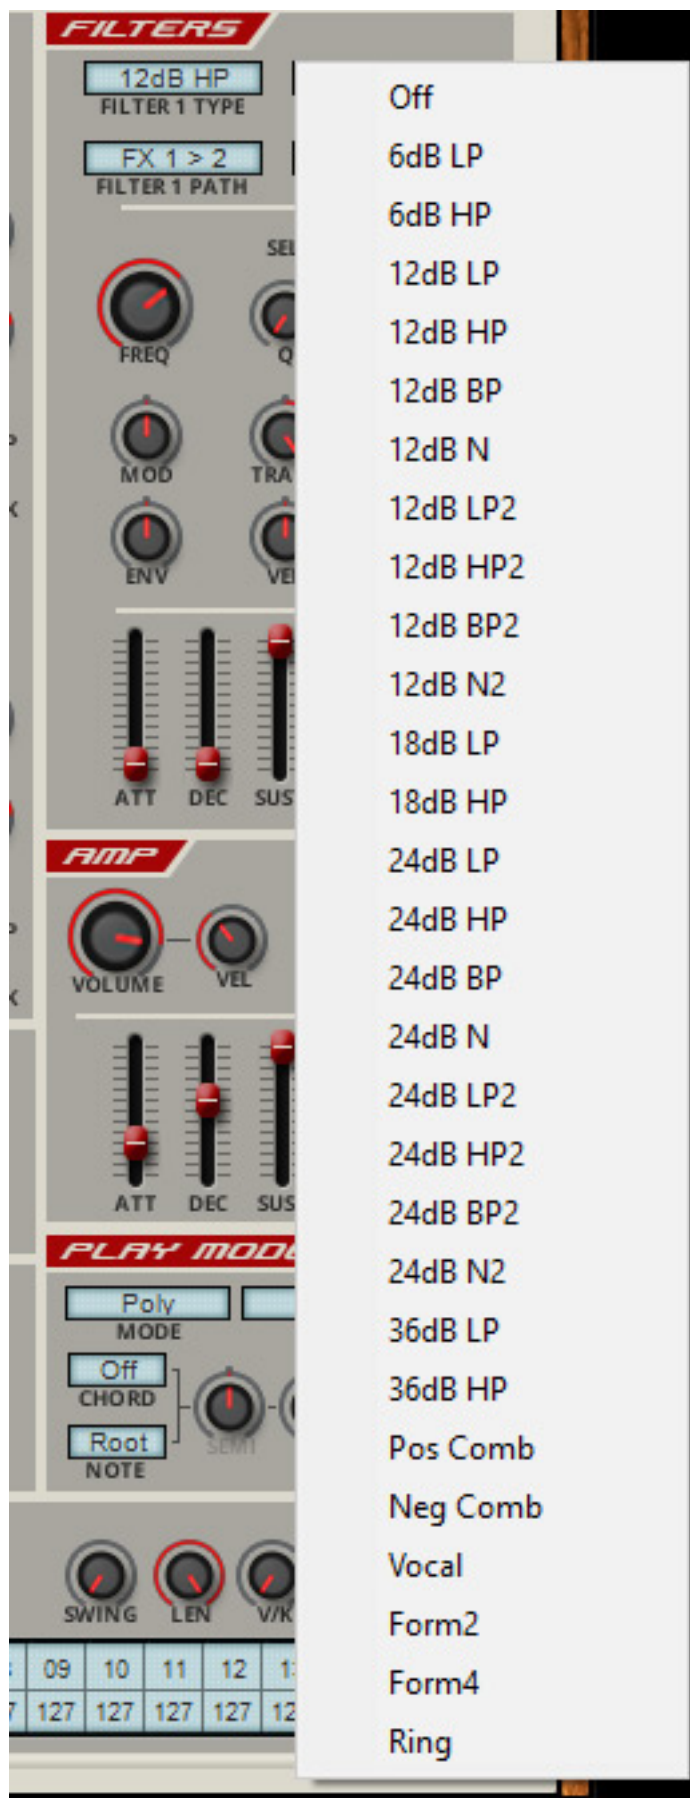 FILTERS
12dB HP
FILTER 1 TYPE
FX 1 > 2
FILTER 1 PATH
FREQ
MOD
ENV
ATT DEC
AMP
VOLUME VEL
ATT DEC
Poly
MODE
Off
CHORD
Root
NOTE
SEMI
SWING LEN
09 10 11 12
127 127 127 127
Off
6dB LP
6dB HP
12dB LP
12dB HP
12dB BP
12dB N
12dB LP2
12dB HP2
12dB BP2
12dB N2
18dB LP
18dB HP
24dB LP
24dB HP
24dB BP
24dB N
24dB LP2
24dB HP2
24dB BP2
24dB N2
36dB LP
36dB HP
Pos Comb
Neg Comb
Vocal
Form2
Form4
Ring